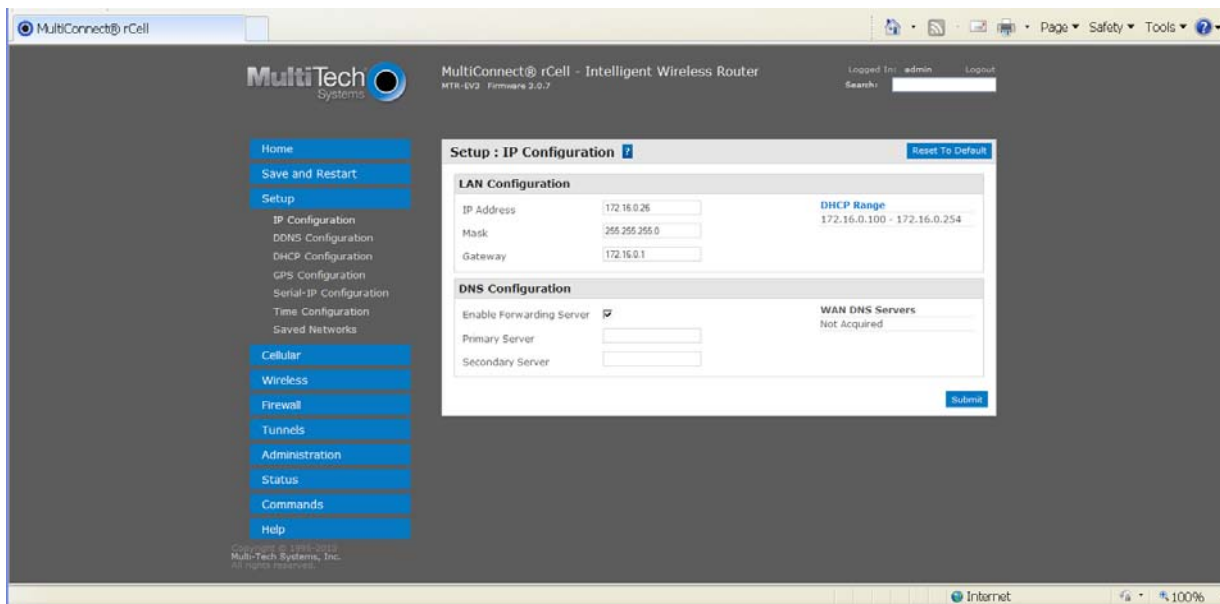 MultiConnect® rCell
Page Safety Tools
MultiTech
Systems
MultiConnect® rCell - Intelligent Wireless Router
MTR-EV3 Firmware 2.0.7
Logged In: admin Logout
Search:
Home
Save and Restart
Setup
IP Configuration
DDNS Configuration
DHCP Configuration
GPS Configuration
Serial-IP Configuration
Time Configuration
Saved Networks
Cellular
Wireless
Firewall
Tunnels
Administration
Status
Commands
Help
Copyright © 1995-2010
Multi-Tech Systems, Inc.
All rights reserved.
Setup : IP Configuration ?
Reset To Default
LAN Configuration
IP Address 172.16.0.26
Mask 255.255.255.0
Gateway 172.16.0.1
DHCP Range
172.16.0.100 - 172.16.0.254
DNS Configuration
Enable Forwarding Server
Primary Server
Secondary Server
WAN DNS Servers
Not Acquired
Submit
Internet
100%